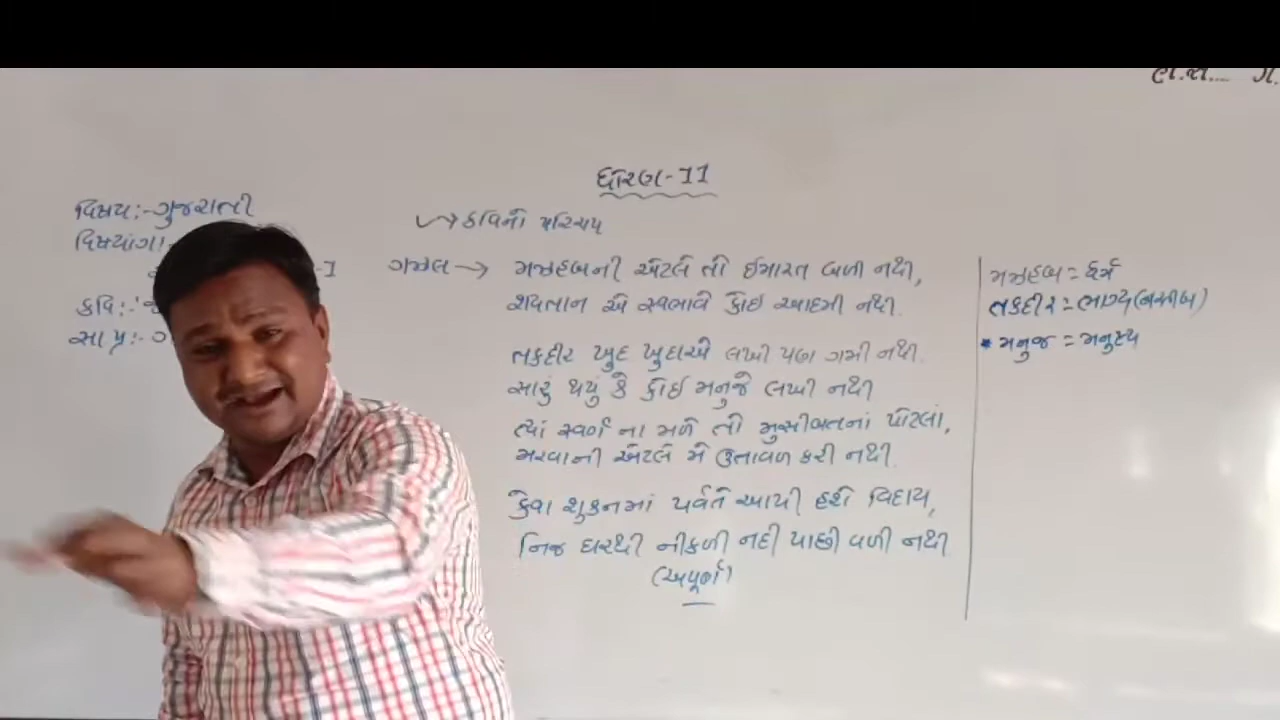 ધોરણ-11
વિષય:-ગુજરાતી
વિષયાંગ:-
કવિ:-
સા પ્ર:-
↳ કવિનો પરિચય
ગઝલ → મઝહબની એટલે તો ઈમારત બળી નથી,
શયતાન એ સ્વભાવે કોઈ આદમી નથી.
તકદીર ખુદ ખુદાએ લખી પણ ગમી નથી.
સારું થયું કે કોઈ મનુજે લખી નથી
ત્યાં સ્વર્ગ ના મળે તો મુસીબતનાં પોટલાં,
મરવાની એટલે મેં ઉતાવળ કરી નથી.
કેવા શુકનમાં પર્વતે આપી હશે વિદાય,
નિજ ઘરથી નીકળી નદી પાછી વળી નથી
(અપૂર્ણ)
મઝહબ = ધર્મ
તકદીર = ભાગ્ય(નસીબ)
* મનુજ = મનુષ્ય